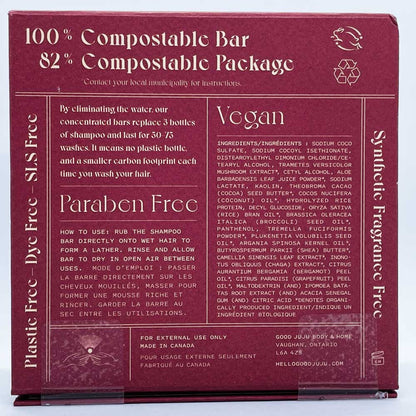 100% Compostable Bar
82% Compostable Package
Contact your local municipality for instructions.
By eliminating the water, our
concentrated bars replace 3 bottles
of shampoo and last for 50-75
washes. It means no plastic bottle,
and a smaller carbon footprint each
time you wash your hair.
Paraben Free
HOW TO USE: RUB THE SHAMPOO
BAR DIRECTLY ONTO WET HAIR TO
FORM A LATHER. RINSE AND ALLOW
BAR TO DRY IN OPEN AIR BETWEEN
USES. MODE D'EMPLOI : PASSER
LA BARRE DIRECTEMENT SUR LES
CHEVEUX MOUILLÉS, MASSER POUR
FORMER UNE MOUSSE RICHE ET
RINCER. GARDER LA BARRE AU
SEC ENTRE LES UTILISATIONS.
Vegan
INGREDIENTS/INGRÉDIENTS : SODIUM COCO
SULFATE, SODIUM COCOYL ISETHIONATE,
DISTEAROYLETHYL DIMONIUM CHLORIDE/CE-
TEARYL ALCOHOL, TRAMETES VERSICOLOR
MUSHROOM EXTRACT*, CETYL ALCOHOL, ALOE
BARBADENSIS LEAF JUICE POWDER*, SODIUM
LACTATE, KAOLIN, THEOBROMA CACAO
(COCOA) SEED BUTTER*, COCOS NUCIFERA
(COCONUT) OIL*, HYDROLYZED RICE
PROTEIN, DECYL GLUCOSIDE, ORYZA SATIVA
(RICE) BRAN OIL*, BRASSICA OLERACEA
ITALICA (BROCCOLI) SEED OIL*,
PANTHENOL, TREMELLA FUCIFORMIS
POWDER*, PLUKENETIA VOLUBILIS SEED
OIL*, ARGANIA SPINOSA KERNEL OIL*,
BUTYROSPERMUM PARKII (SHEA) BUTTER*,
CAMELLIA SINENSIS LEAF EXTRACT*, INONO-
TUS OBLIQUUS (CHAGA) EXTRACT*, CITRUS
AURANTIUM BERGAMIA (BERGAMOT) PEEL
OIL*, CITRUS PARADISI (GRAPEFRUIT) PEEL
OIL*, MALTODEXTRIN (AND) IPOMOEA BATA-
TAS ROOT EXTRACT (AND) ACACIA SENEGAL
GUM (AND) CITRIC ACID *DENOTES ORGANI-
CALLY PRODUCED INGREDIENT/INDIQUE UN
INGRÉDIENT BIOLOGIQUE
Plastic Free Dye Free SLS Free
Synthetic Fragrance Free
FOR EXTERNAL USE ONLY
MADE IN CANADA
POUR USAGE EXTERNE SEULEMENT
FABRIQUÉ AU CANADA
GOOD JUJU BODY & HOME
VAUGHAN, ONTARIO
L6A 4Z8
HELLOGOODJUJU.COM